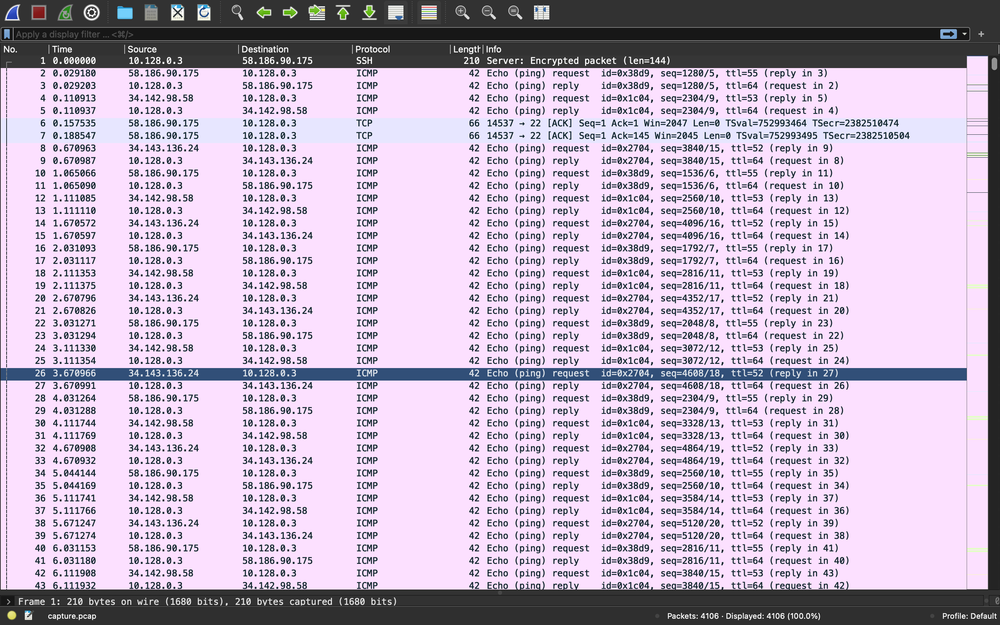 Apply a display filter ... <⌘/>
No. Time Source Destination Protocol Length Info
1 0.000000 10.128.0.3 58.186.90.175 SSH 210 Server: Encrypted packet (len=144)
2 0.029180 58.186.90.175 10.128.0.3 ICMP 42 Echo (ping) request id=0x38d9, seq=1280/5, ttl=55 (reply in 3)
3 0.029203 10.128.0.3 58.186.90.175 ICMP 42 Echo (ping) reply id=0x38d9, seq=1280/5, ttl=64 (request in 2)
4 0.110913 34.142.98.58 10.128.0.3 ICMP 42 Echo (ping) request id=0x1c04, seq=2304/9, ttl=53 (reply in 5)
5 0.110937 10.128.0.3 34.142.98.58 ICMP 42 Echo (ping) reply id=0x1c04, seq=2304/9, ttl=64 (request in 4)
6 0.157535 58.186.90.175 10.128.0.3 TCP 66 14537 → 22 [ACK] Seq=1 Ack=1 Win=2047 Len=0 TSval=752993464 TSecr=2382510474
7 0.188547 58.186.90.175 10.128.0.3 TCP 66 14537 → 22 [ACK] Seq=1 Ack=145 Win=2045 Len=0 TSval=752993495 TSecr=2382510504
8 0.670963 34.143.136.24 10.128.0.3 ICMP 42 Echo (ping) request id=0x2704, seq=3840/15, ttl=52 (reply in 9)
9 0.670987 10.128.0.3 34.143.136.24 ICMP 42 Echo (ping) reply id=0x2704, seq=3840/15, ttl=64 (request in 8)
10 1.065066 58.186.90.175 10.128.0.3 ICMP 42 Echo (ping) request id=0x38d9, seq=1536/6, ttl=55 (reply in 11)
11 1.065090 10.128.0.3 58.186.90.175 ICMP 42 Echo (ping) reply id=0x38d9, seq=1536/6, ttl=64 (request in 10)
12 1.111085 34.142.98.58 10.128.0.3 ICMP 42 Echo (ping) request id=0x1c04, seq=2560/10, ttl=53 (reply in 13)
13 1.111110 10.128.0.3 34.142.98.58 ICMP 42 Echo (ping) reply id=0x1c04, seq=2560/10, ttl=64 (request in 12)
14 1.670572 34.143.136.24 10.128.0.3 ICMP 42 Echo (ping) request id=0x2704, seq=4096/16, ttl=52 (reply in 15)
15 1.670597 10.128.0.3 34.143.136.24 ICMP 42 Echo (ping) reply id=0x2704, seq=4096/16, ttl=64 (request in 14)
16 2.031093 58.186.90.175 10.128.0.3 ICMP 42 Echo (ping) request id=0x38d9, seq=1792/7, ttl=55 (reply in 17)
17 2.031117 10.128.0.3 58.186.90.175 ICMP 42 Echo (ping) reply id=0x38d9, seq=1792/7, ttl=64 (request in 16)
18 2.111353 34.142.98.58 10.128.0.3 ICMP 42 Echo (ping) request id=0x1c04, seq=2816/11, ttl=53 (reply in 19)
19 2.111375 10.128.0.3 34.142.98.58 ICMP 42 Echo (ping) reply id=0x1c04, seq=2816/11, ttl=64 (request in 18)
20 2.670796 34.143.136.24 10.128.0.3 ICMP 42 Echo (ping) request id=0x2704, seq=4352/17, ttl=52 (reply in 21)
21 2.670826 10.128.0.3 34.143.136.24 ICMP 42 Echo (ping) reply id=0x2704, seq=4352/17, ttl=64 (request in 20)
22 3.031271 58.186.90.175 10.128.0.3 ICMP 42 Echo (ping) request id=0x38d9, seq=2048/8, ttl=55 (reply in 23)
23 3.031294 10.128.0.3 58.186.90.175 ICMP 42 Echo (ping) reply id=0x38d9, seq=2048/8, ttl=64 (request in 22)
24 3.111330 34.142.98.58 10.128.0.3 ICMP 42 Echo (ping) request id=0x1c04, seq=3072/12, ttl=53 (reply in 25)
25 3.111354 10.128.0.3 34.142.98.58 ICMP 42 Echo (ping) reply id=0x1c04, seq=3072/12, ttl=64 (request in 24)
26 3.670966 34.143.136.24 10.128.0.3 ICMP 42 Echo (ping) request id=0x2704, seq=4608/18, ttl=52 (reply in 27)
27 3.670991 10.128.0.3 34.143.136.24 ICMP 42 Echo (ping) reply id=0x2704, seq=4608/18, ttl=64 (request in 26)
28 4.031264 58.186.90.175 10.128.0.3 ICMP 42 Echo (ping) request id=0x38d9, seq=2304/9, ttl=55 (reply in 29)
29 4.031288 10.128.0.3 58.186.90.175 ICMP 42 Echo (ping) reply id=0x38d9, seq=2304/9, ttl=64 (request in 28)
30 4.111744 34.142.98.58 10.128.0.3 ICMP 42 Echo (ping) request id=0x1c04, seq=3328/13, ttl=53 (reply in 31)
31 4.111769 10.128.0.3 34.142.98.58 ICMP 42 Echo (ping) reply id=0x1c04, seq=3328/13, ttl=64 (request in 30)
32 4.670908 34.143.136.24 10.128.0.3 ICMP 42 Echo (ping) request id=0x2704, seq=4864/19, ttl=52 (reply in 33)
33 4.670932 10.128.0.3 34.143.136.24 ICMP 42 Echo (ping) reply id=0x2704, seq=4864/19, ttl=64 (request in 32)
34 5.044144 58.186.90.175 10.128.0.3 ICMP 42 Echo (ping) request id=0x38d9, seq=2560/10, ttl=55 (reply in 35)
35 5.044169 10.128.0.3 58.186.90.175 ICMP 42 Echo (ping) reply id=0x38d9, seq=2560/10, ttl=64 (request in 34)
36 5.111741 34.142.98.58 10.128.0.3 ICMP 42 Echo (ping) request id=0x1c04, seq=3584/14, ttl=53 (reply in 37)
37 5.111766 10.128.0.3 34.142.98.58 ICMP 42 Echo (ping) reply id=0x1c04, seq=3584/14, ttl=64 (request in 36)
38 5.671247 34.143.136.24 10.128.0.3 ICMP 42 Echo (ping) request id=0x2704, seq=5120/20, ttl=52 (reply in 39)
39 5.671274 10.128.0.3 34.143.136.24 ICMP 42 Echo (ping) reply id=0x2704, seq=5120/20, ttl=64 (request in 38)
40 6.031153 58.186.90.175 10.128.0.3 ICMP 42 Echo (ping) request id=0x38d9, seq=2816/11, ttl=55 (reply in 41)
41 6.031180 10.128.0.3 58.186.90.175 ICMP 42 Echo (ping) reply id=0x38d9, seq=2816/11, ttl=64 (request in 40)
42 6.111908 34.142.98.58 10.128.0.3 ICMP 42 Echo (ping) request id=0x1c04, seq=3840/15, ttl=53 (reply in 43)
43 6.111932 10.128.0.3 34.142.98.58 ICMP 42 Echo (ping) reply id=0x1c04, seq=3840/15, ttl=64 (request in 42)
Frame 1: 210 bytes on wire (1680 bits), 210 bytes captured (1680 bits)
capture.pcap Packets: 4106 · Displayed: 4106 (100.0%) Profile: Default